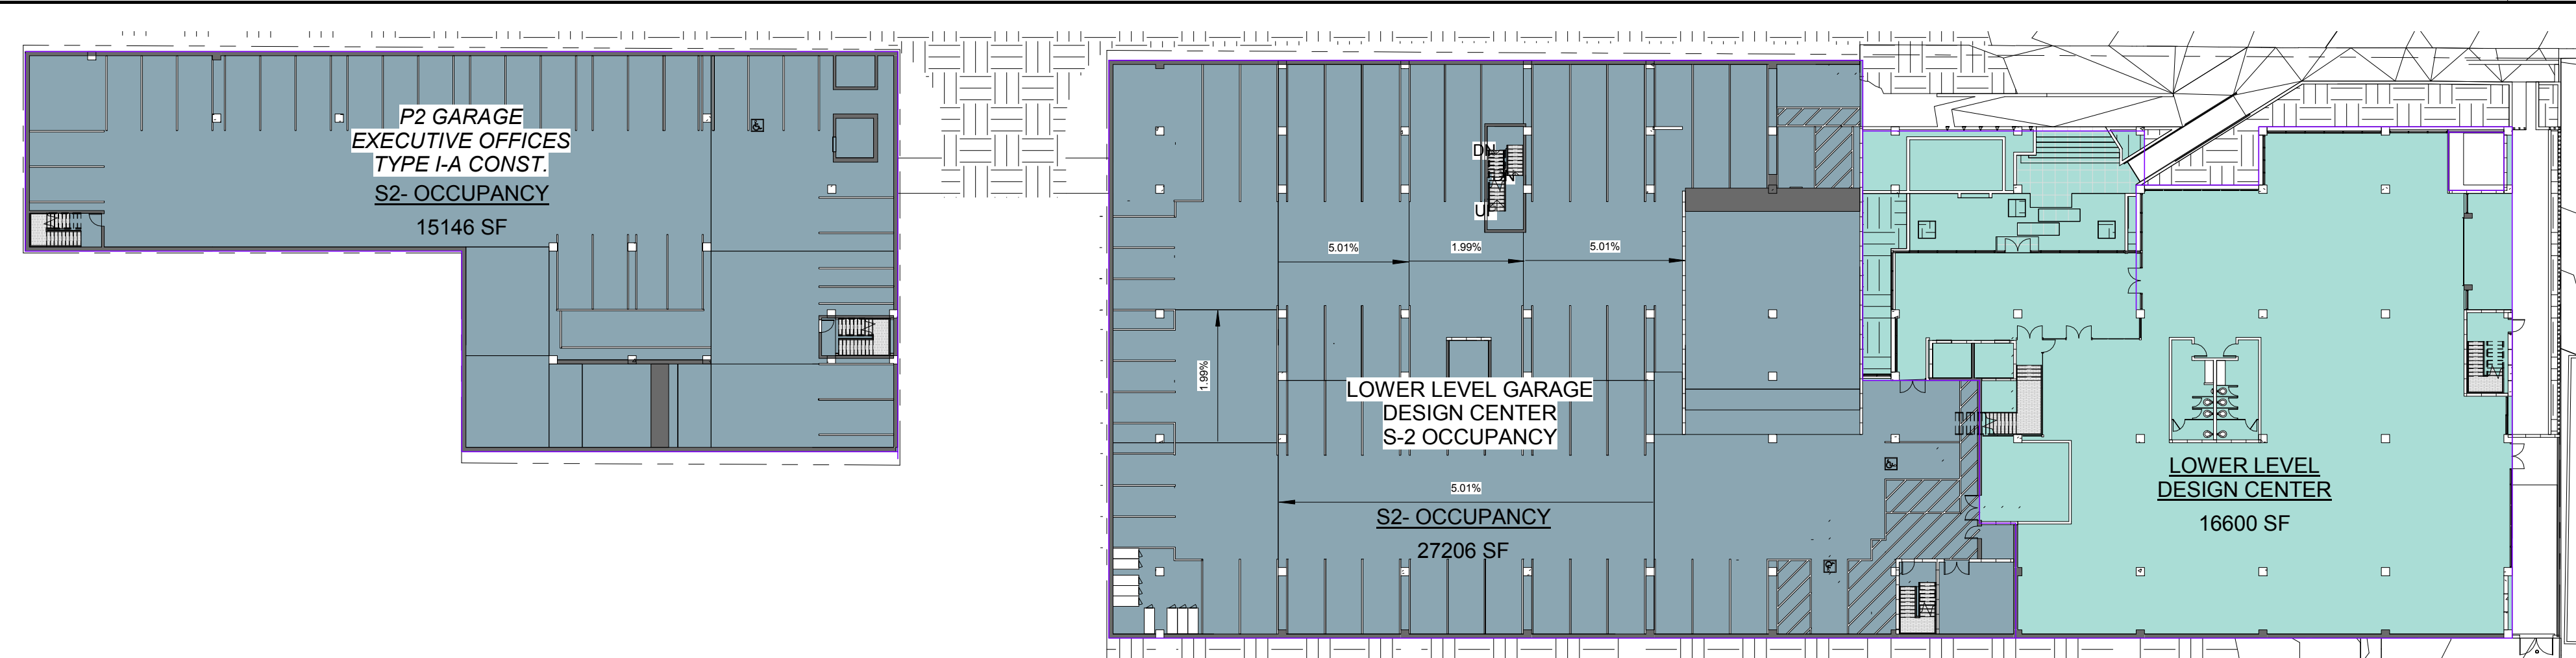 P2 GARAGE
EXECUTIVE OFFICES
TYPE I-A CONST.
S2- OCCUPANCY
15146 SF
DN
UP
5.01%
1.99%
5.01%
1.99%
LOWER LEVEL GARAGE
DESIGN CENTER
S-2 OCCUPANCY
5.01%
S2- OCCUPANCY
27206 SF
LOWER LEVEL
DESIGN CENTER
16600 SF